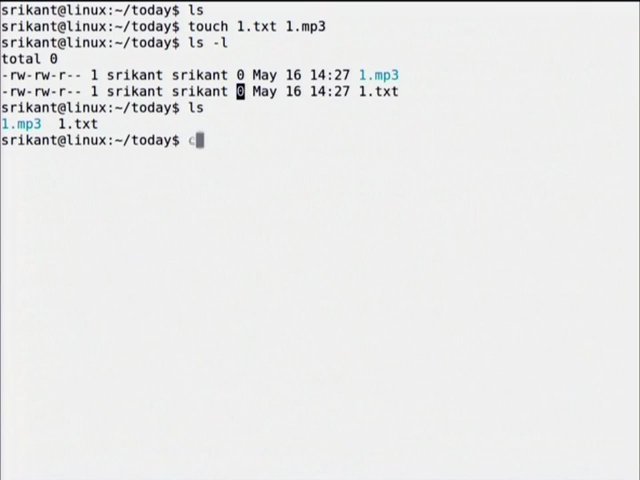 srikant@linux:~/today$ ls
srikant@linux:~/today$ touch 1.txt 1.mp3
srikant@linux:~/today$ ls -l
total 0
-rw-rw-r-- 1 srikant srikant 0 May 16 14:27 1.mp3
-rw-rw-r-- 1 srikant srikant 0 May 16 14:27 1.txt
srikant@linux:~/today$ ls
1.mp3  1.txt
srikant@linux:~/today$ c